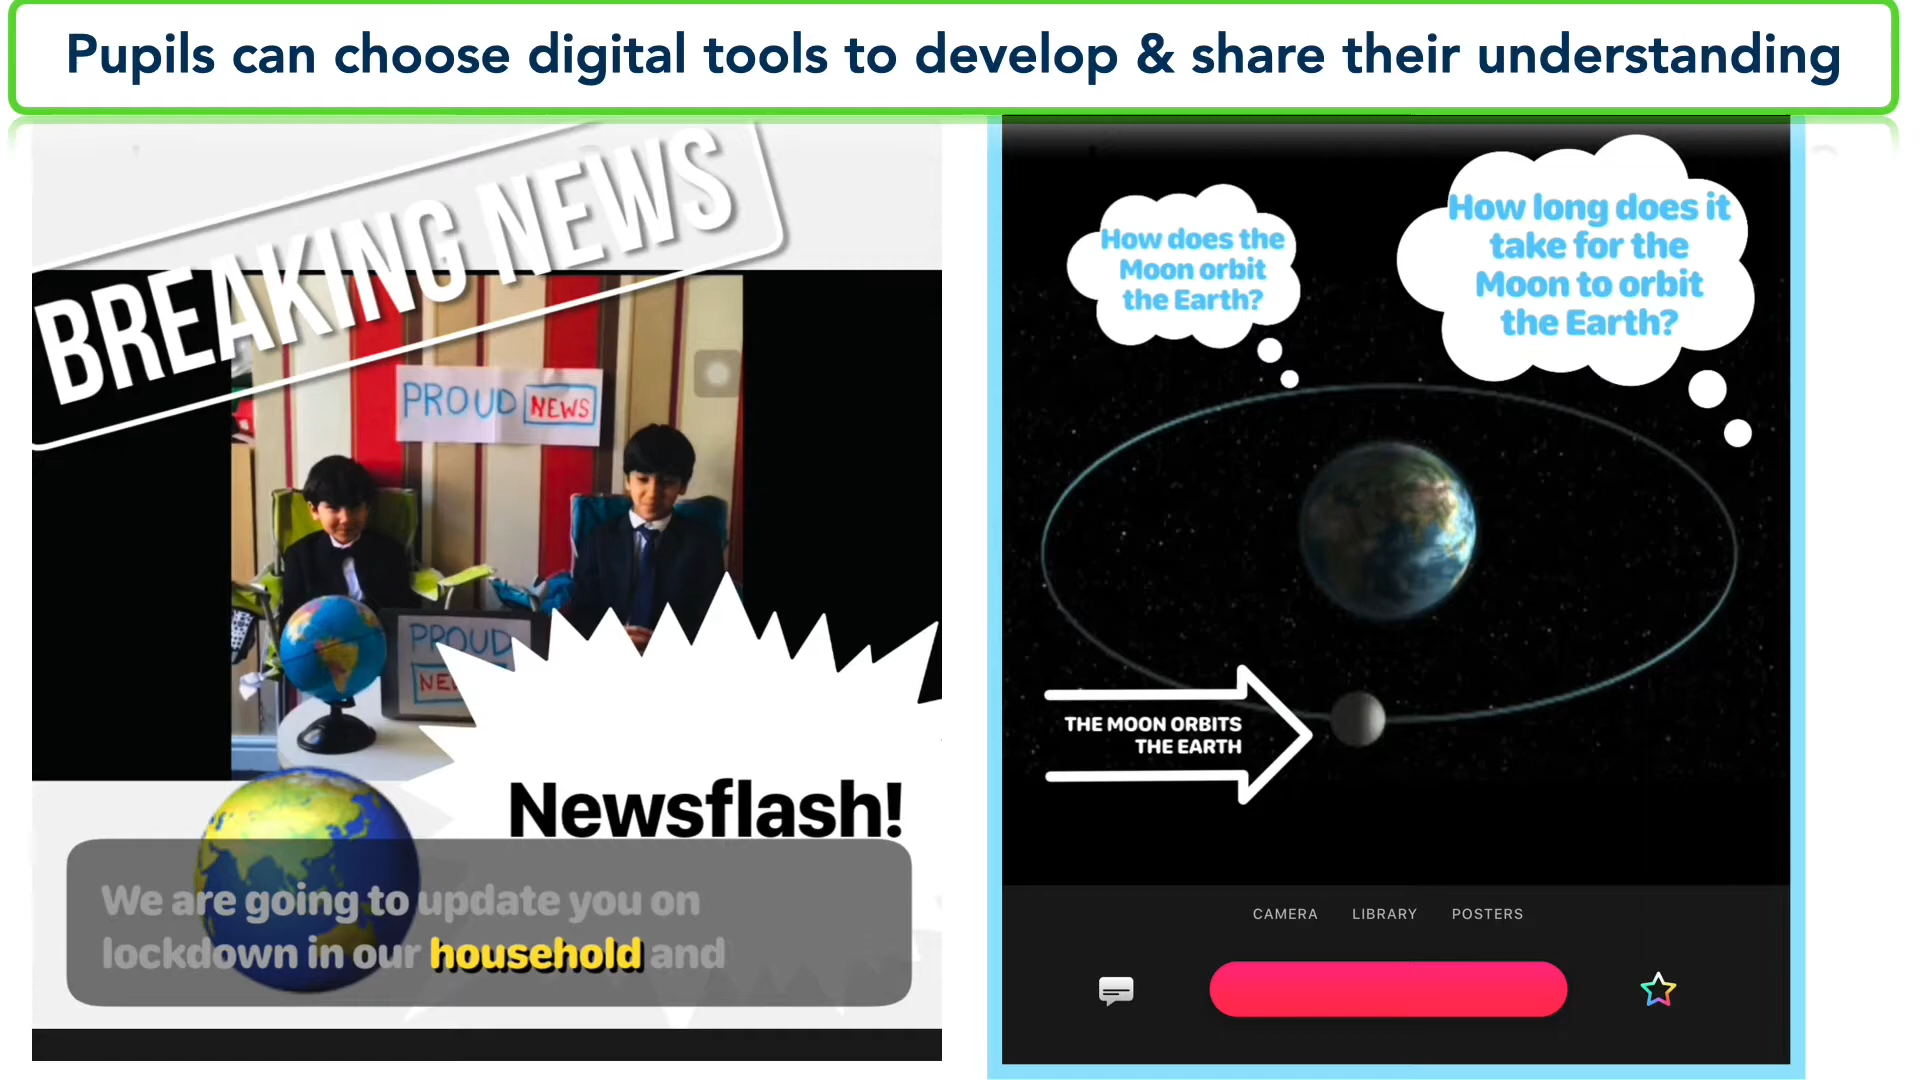 Pupils can choose digital tools to develop & share their understanding
BREAKING NEWS
PROUD NEWS
PROUD
Newsflash!
We are going to update you on
lockdown in our household and
How does the
Moon orbit
the Earth?
How long does it
take for the
Moon to orbit
the Earth?
THE MOON ORBITS
THE EARTH
CAMERA LIBRARY POSTERS